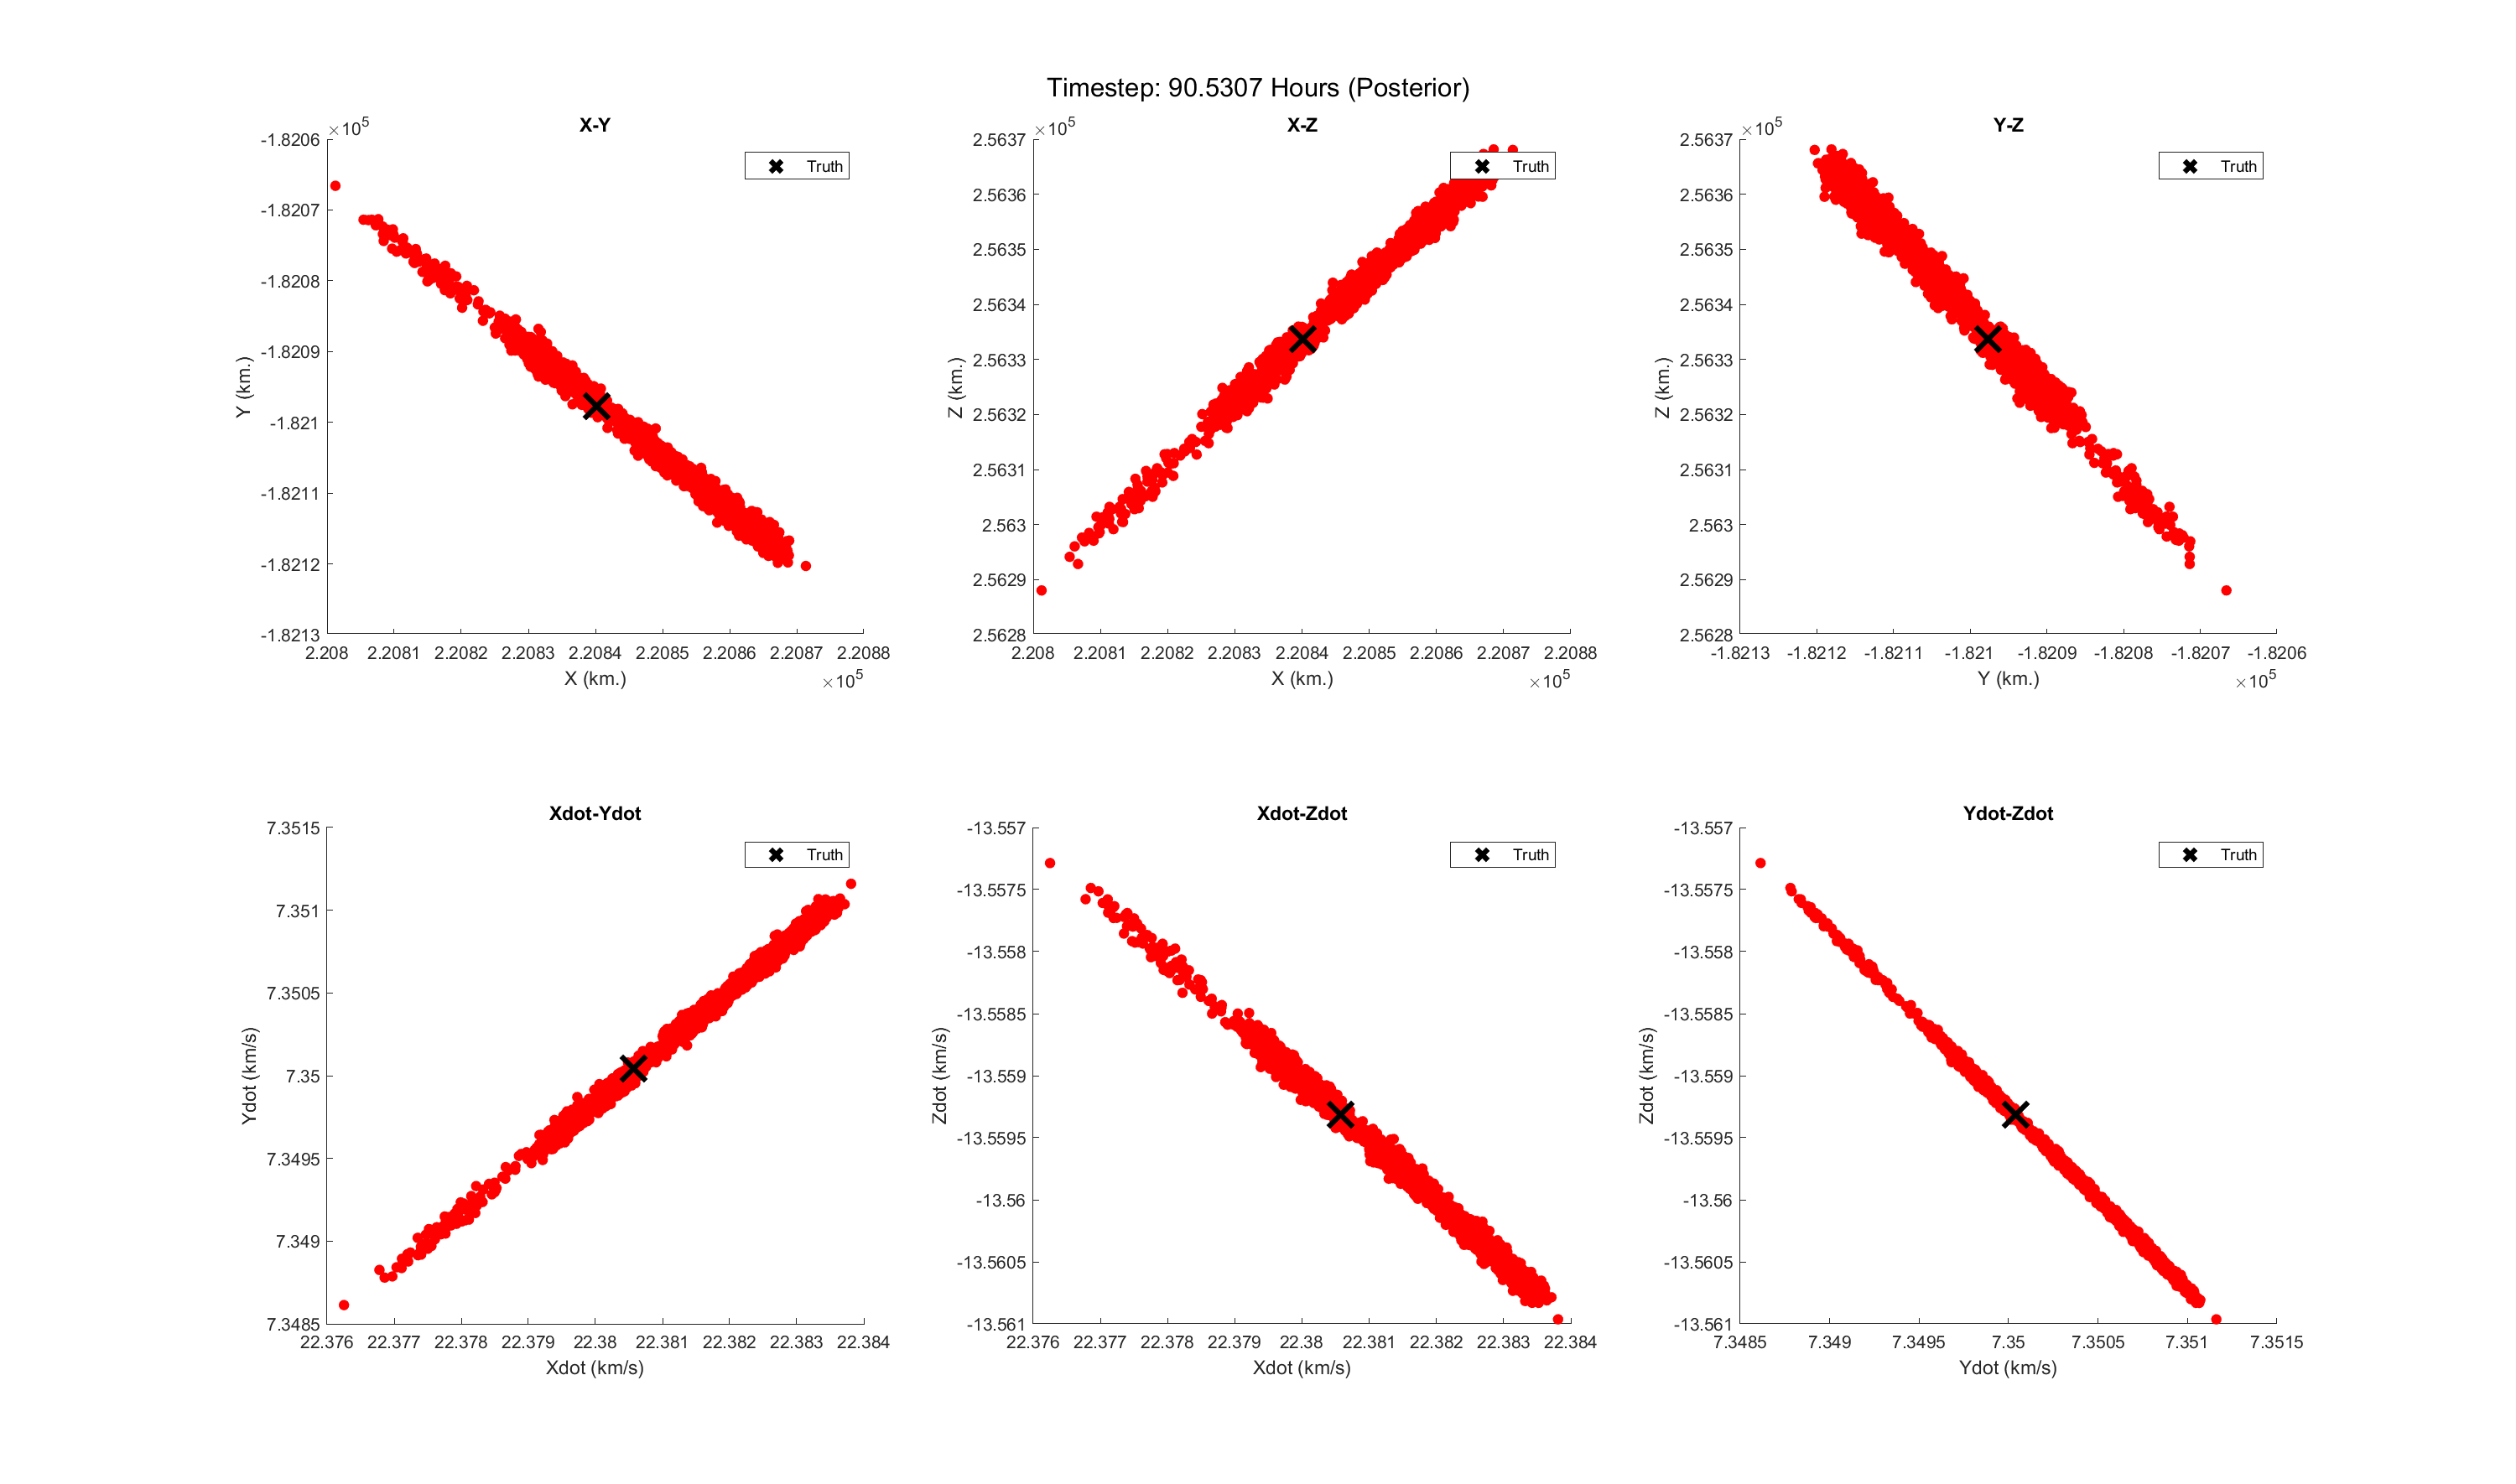 Timestep: 90.5307 Hours (Posterior)
X-Y
×10^5
-1.8206
-1.8207
-1.8208
-1.8209
-1.821
-1.8211
-1.8212
-1.8213
Y (km.)
Truth
2.208 2.2081 2.2082 2.2083 2.2084 2.2085 2.2086 2.2087 2.2088
X (km.)
×10^5
X-Z
×10^5
2.5637
2.5636
2.5635
2.5634
2.5633
2.5632
2.5631
2.563
2.5629
2.5628
Z (km.)
Truth
2.208 2.2081 2.2082 2.2083 2.2084 2.2085 2.2086 2.2087 2.2088
X (km.)
×10^5
Y-Z
×10^5
2.5637
2.5636
2.5635
2.5634
2.5633
2.5632
2.5631
2.563
2.5629
2.5628
Z (km.)
Truth
-1.8213 -1.8212 -1.8211 -1.821 -1.8209 -1.8208 -1.8207 -1.8206
Y (km.)
×10^5
Xdot-Ydot
7.3515
7.351
7.3505
7.35
7.3495
7.349
7.3485
Ydot (km/s)
Truth
22.376 22.377 22.378 22.379 22.38 22.381 22.382 22.383 22.384
Xdot (km/s)
Xdot-Zdot
-13.557
-13.5575
-13.558
-13.5585
-13.559
-13.5595
-13.56
-13.5605
-13.561
Zdot (km/s)
Truth
22.376 22.377 22.378 22.379 22.38 22.381 22.382 22.383 22.384
Xdot (km/s)
Ydot-Zdot
-13.557
-13.5575
-13.558
-13.5585
-13.559
-13.5595
-13.56
-13.5605
-13.561
Zdot (km/s)
Truth
7.3485 7.349 7.3495 7.35 7.3505 7.351 7.3515
Ydot (km/s)